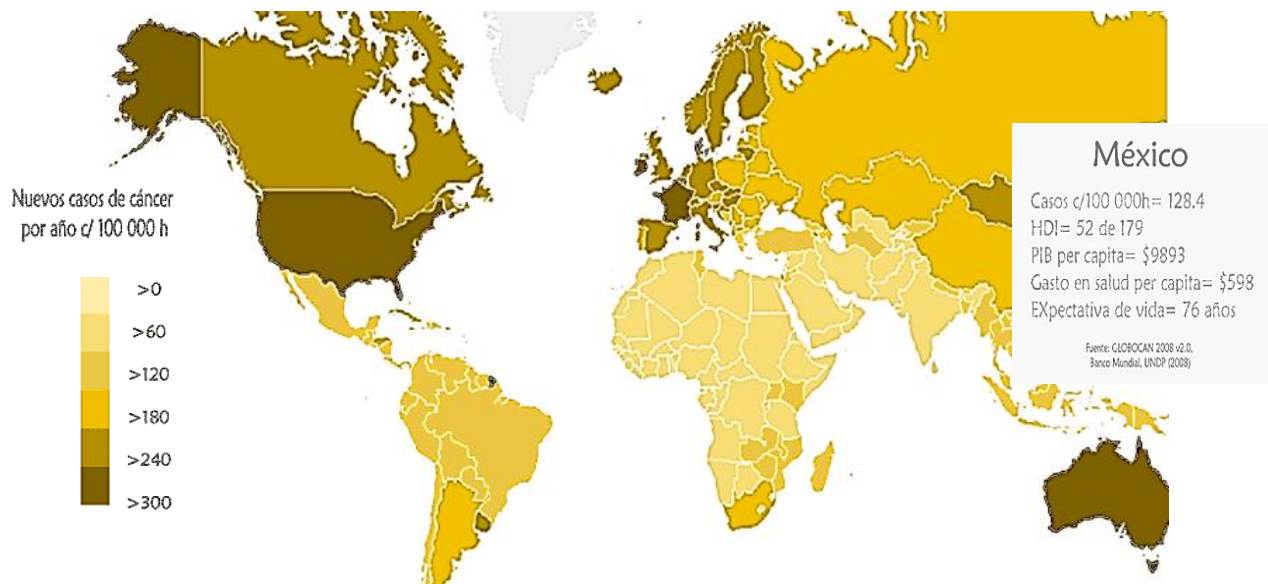 Nuevos casos de cáncer
por año c/ 100 000 h
>0
>60
>120
>180
>240
>300
México
Casos c/100 000h= 128.4
HDI= 52 de 179
PIB per capita= $9893
Gasto en salud per capita= $598
EXpectativa de vida= 76 años
Fuente: GLOBOCAN 2008 v2.0,
Banco Mundial, UNDP (2008)